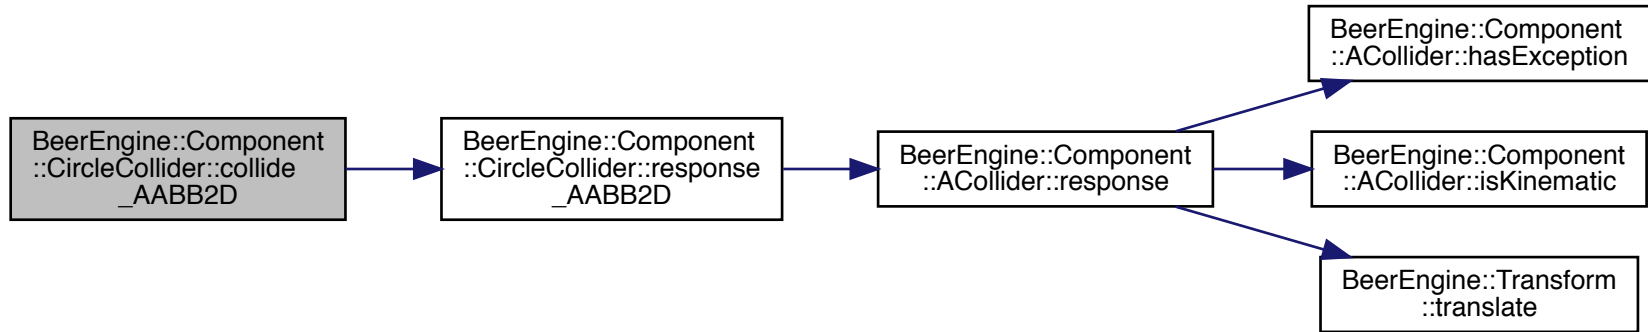 BeerEngine::Component
::CircleCollider::collide
_AABB2D
BeerEngine::Component
::CircleCollider::response
_AABB2D
BeerEngine::Component
::ACollider::response
BeerEngine::Component
::ACollider::hasException
BeerEngine::Component
::ACollider::isKinematic
BeerEngine::Transform
::translate